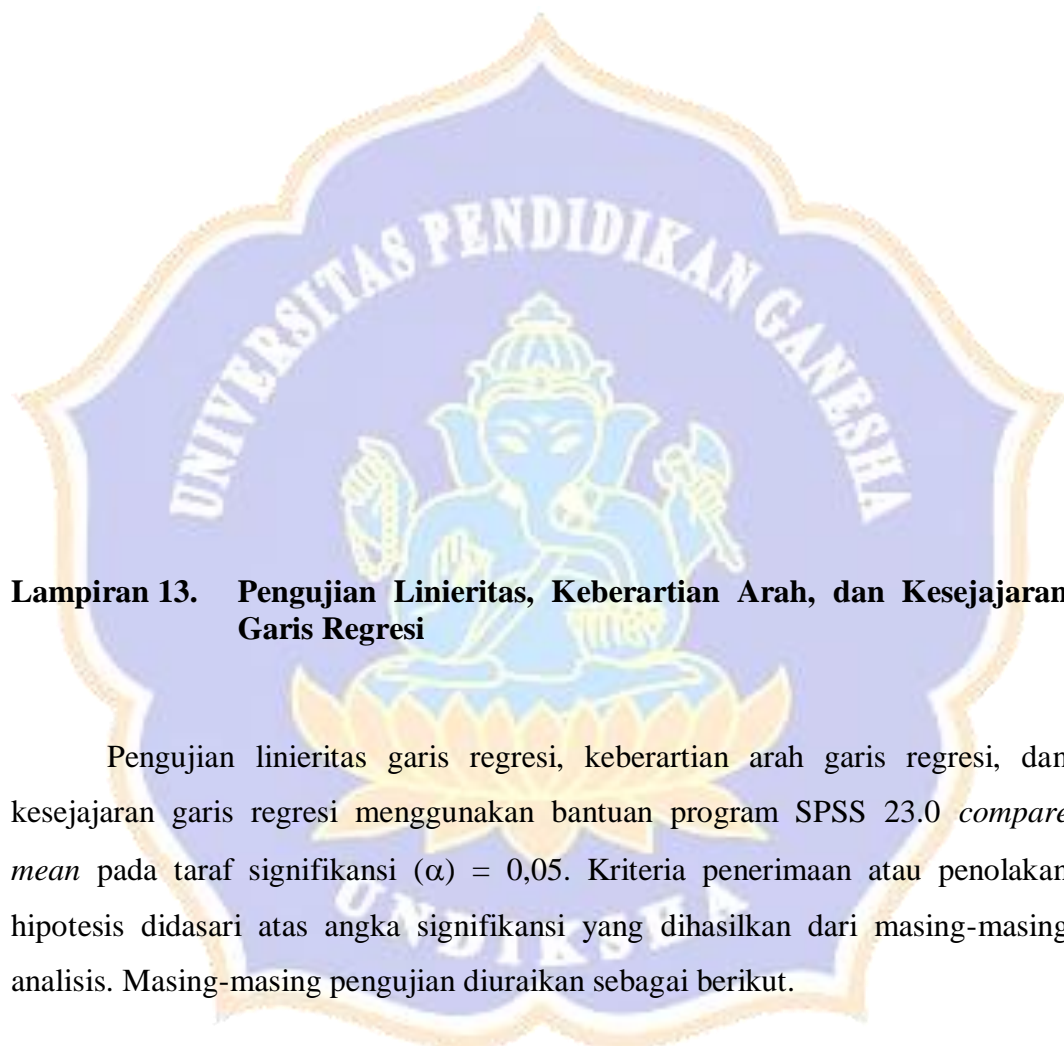 UNIVERSITAS PENDIDIKAN GANESHA
Lampiran 13. Pengujian Linieritas, Keberartian Arah, dan Kesejajaran
Garis Regresi
Pengujian linieritas garis regresi, keberartian arah garis regresi, dan
kesejajaran garis regresi menggunakan bantuan program SPSS 23.0 compare
mean pada taraf signifikansi (α) = 0,05. Kriteria penerimaan atau penolakan
hipotesis didasari atas angka signifikansi yang dihasilkan dari masing-masing
analisis. Masing-masing pengujian diuraikan sebagai berikut.
UNDIKSHA